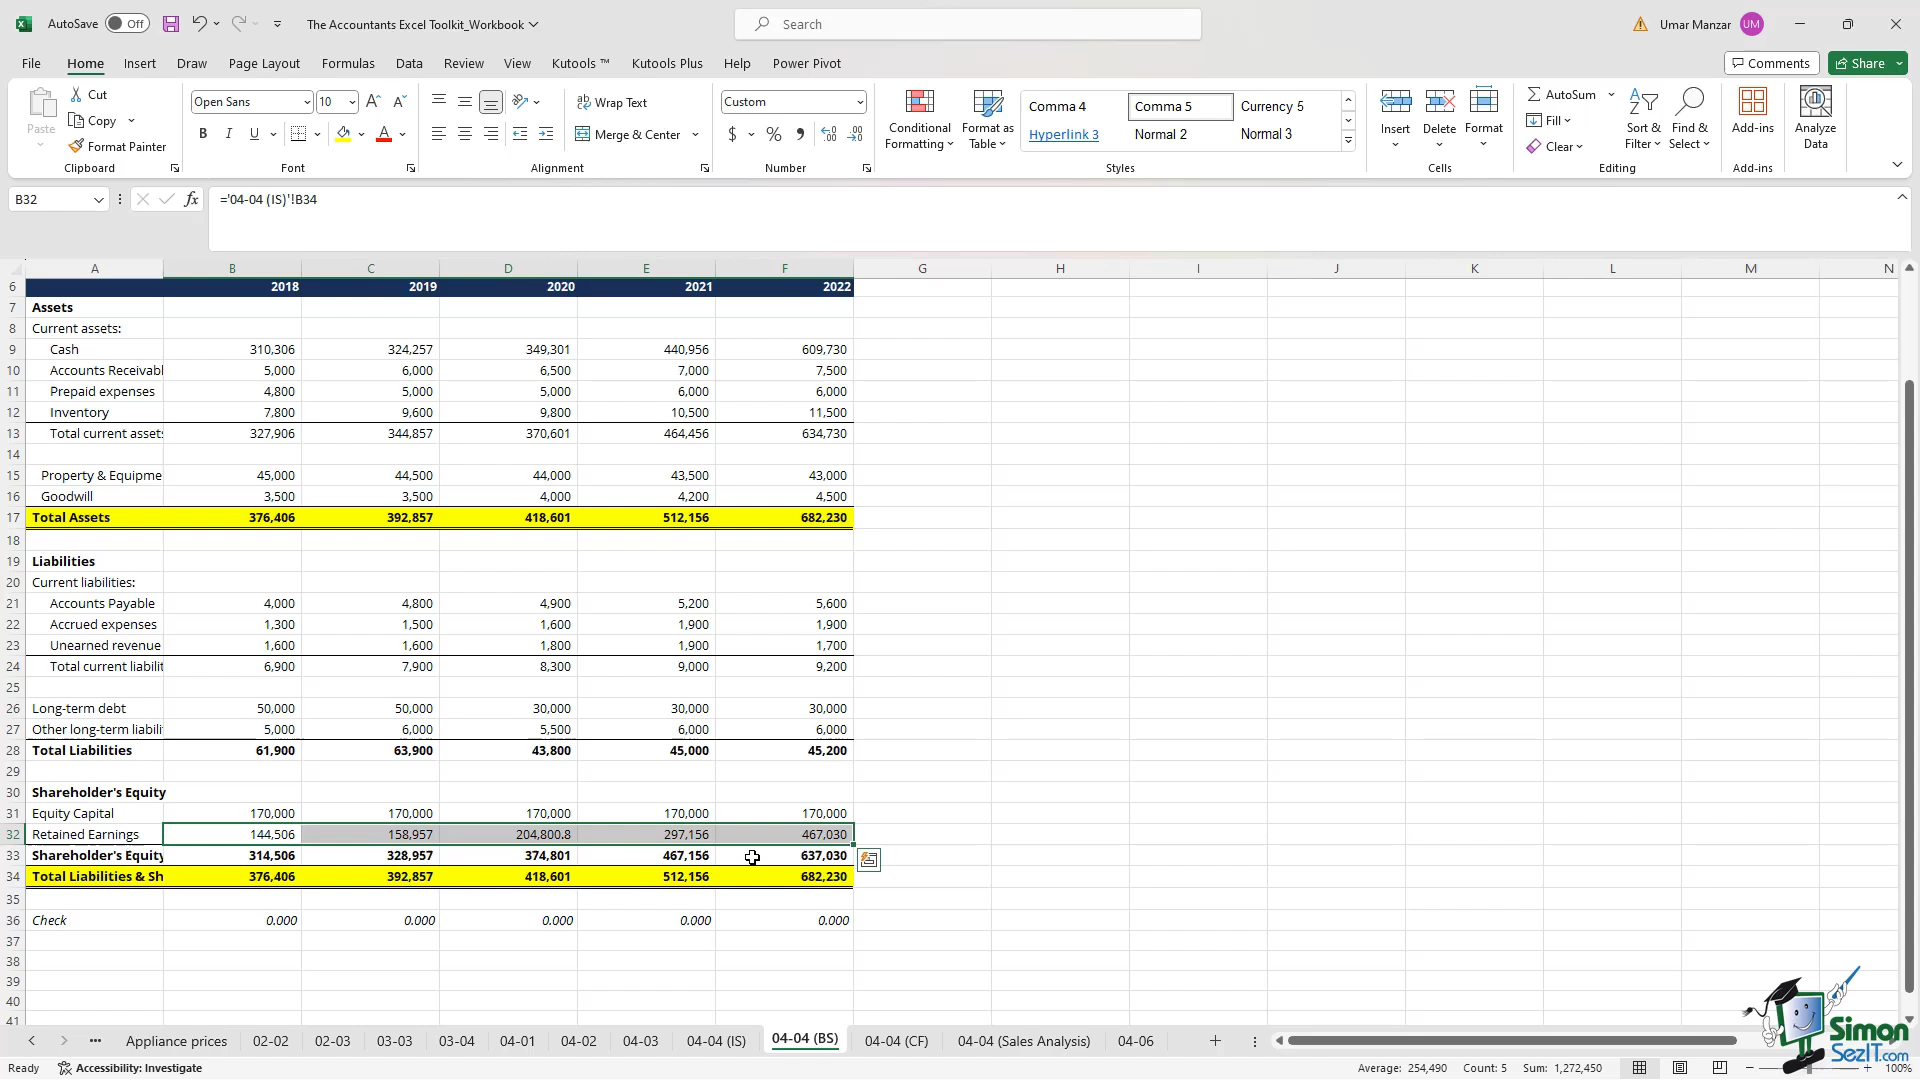 AutoSave Off The Accountants Excel Toolkit_Workbook Search Umar Manzar UM
File Home Insert Draw Page Layout Formulas Data Review View Kutools ™ Kutools Plus Help Power Pivot Comments Share
Paste Cut Copy Format Painter Clipboard
Open Sans 10 B I U A Font
Wrap Text Merge & Center Alignment
Custom $ % Number
Conditional Formatting Format as Table
Comma 4 Comma 5 Currency 5
Hyperlink 3 Normal 2 Normal 3
Styles
Insert Delete Format Cells
AutoSum Fill Clear Sort & Filter Find & Select Editing
Add-ins Add-ins
Analyze Data
B32 fx ='04-04 (IS)'!B34
A B C D E F G H I J K L M N
6 2018 2019 2020 2021 2022
7 Assets
8 Current assets:
9 Cash 310,306 324,257 349,301 440,956 609,730
10 Accounts Receivabl 5,000 6,000 6,500 7,000 7,500
11 Prepaid expenses 4,800 5,000 5,000 6,000 6,000
12 Inventory 7,800 9,600 9,800 10,500 11,500
13 Total current assets 327,906 344,857 370,601 464,456 634,730
14
15 Property & Equipme 45,000 44,500 44,000 43,500 43,000
16 Goodwill 3,500 3,500 4,000 4,200 4,500
17 Total Assets 376,406 392,857 418,601 512,156 682,230
18
19 Liabilities
20 Current liabilities:
21 Accounts Payable 4,000 4,800 4,900 5,200 5,600
22 Accrued expenses 1,300 1,500 1,600 1,900 1,900
23 Unearned revenue 1,600 1,600 1,800 1,900 1,700
24 Total current liabilit 6,900 7,900 8,300 9,000 9,200
25
26 Long-term debt 50,000 50,000 30,000 30,000 30,000
27 Other long-term liabili 5,000 6,000 5,500 6,000 6,000
28 Total Liabilities 61,900 63,900 43,800 45,000 45,200
29
30 Shareholder's Equity
31 Equity Capital 170,000 170,000 170,000 170,000 170,000
32 Retained Earnings 144,506 158,957 204,800.8 297,156 467,030
33 Shareholder's Equity 314,506 328,957 374,801 467,156 637,030
34 Total Liabilities & Sh 376,406 392,857 418,601 512,156 682,230
35
36 Check 0.000 0.000 0.000 0.000 0.000
37
38
39
40
41
Appliance prices 02-02 02-03 03-03 03-04 04-01 04-02 04-03 04-04 (IS) 04-04 (BS) 04-04 (CF) 04-04 (Sales Analysis) 04-06
Simon
SezIT.com
Ready Accessibility: Investigate Average: 254,490 Count: 5 Sum: 1,272,450 100%